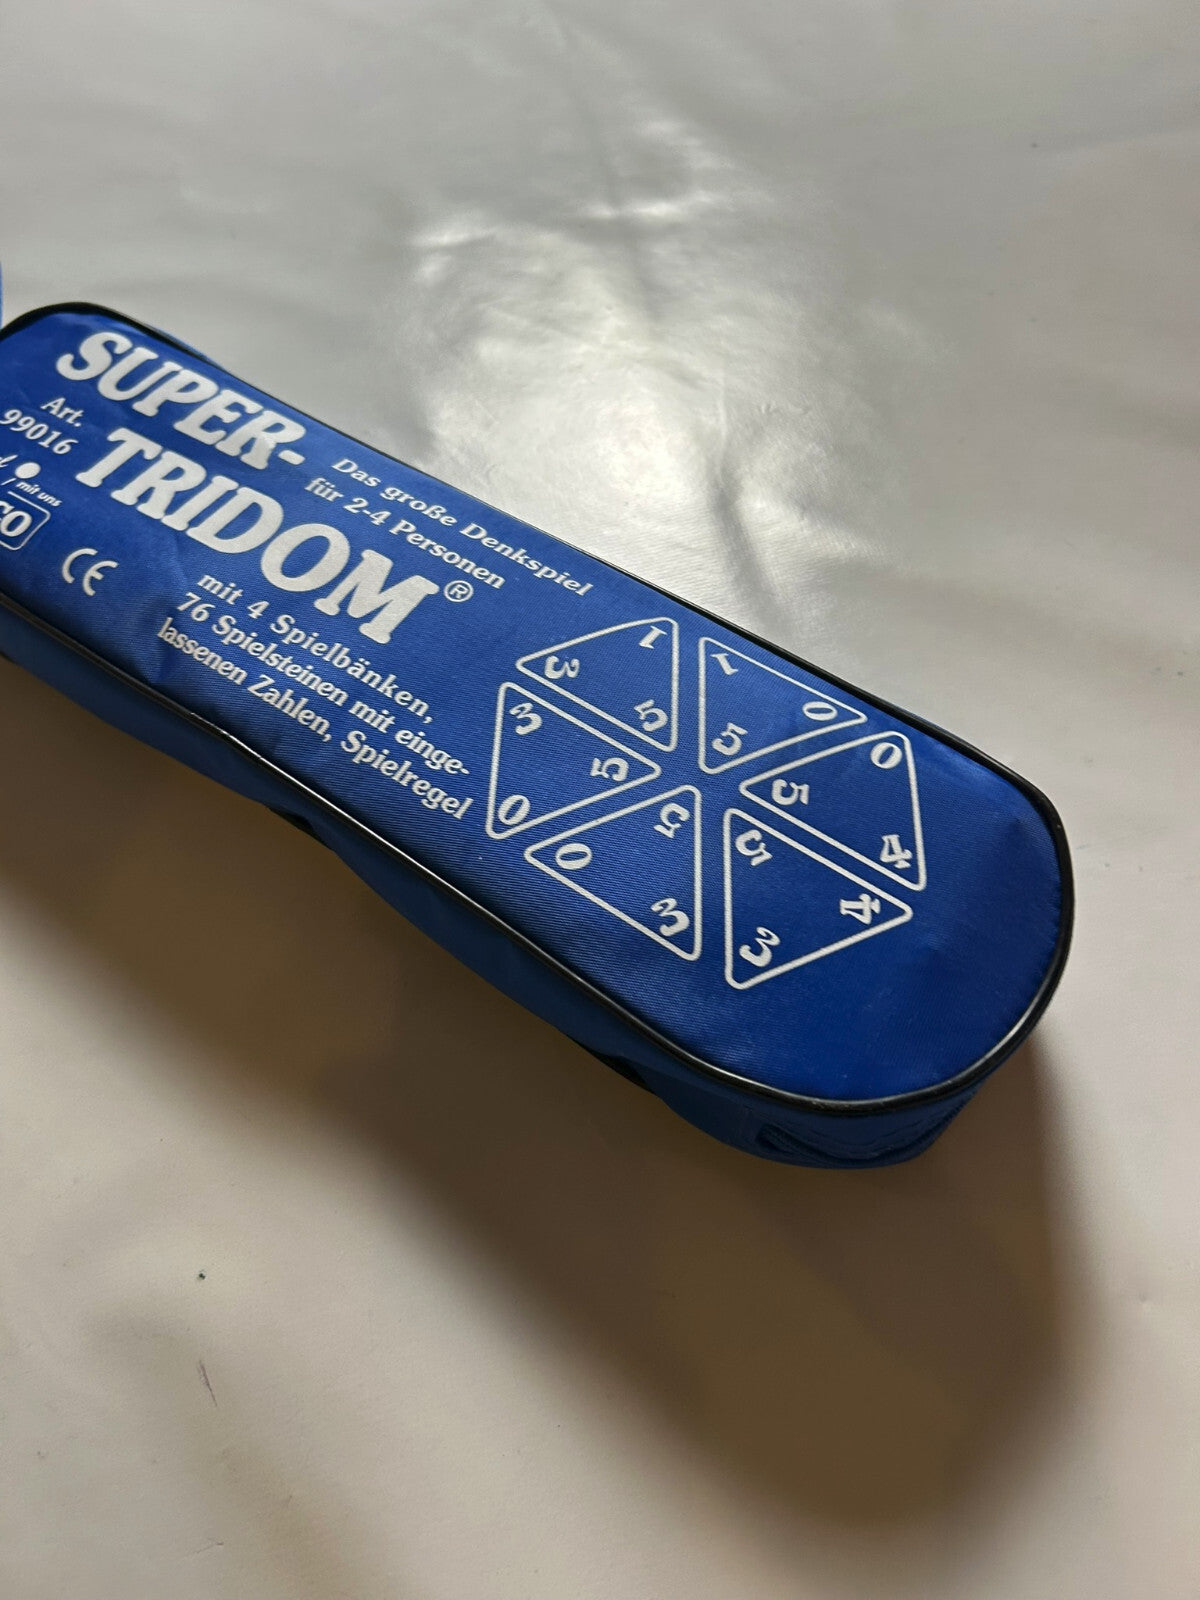 SUPER-
TRIDOM®
Art.
99016
mit uns
CE
Das große Denkspiel
für 2-4 Personen
mit 4 Spielbänken,
76 Spielsteinen mit einge-
lassenen Zahlen, Spielregel
1
3
5
1
0
5
3
5
0
0
5
4
5
0
3
5
4
3